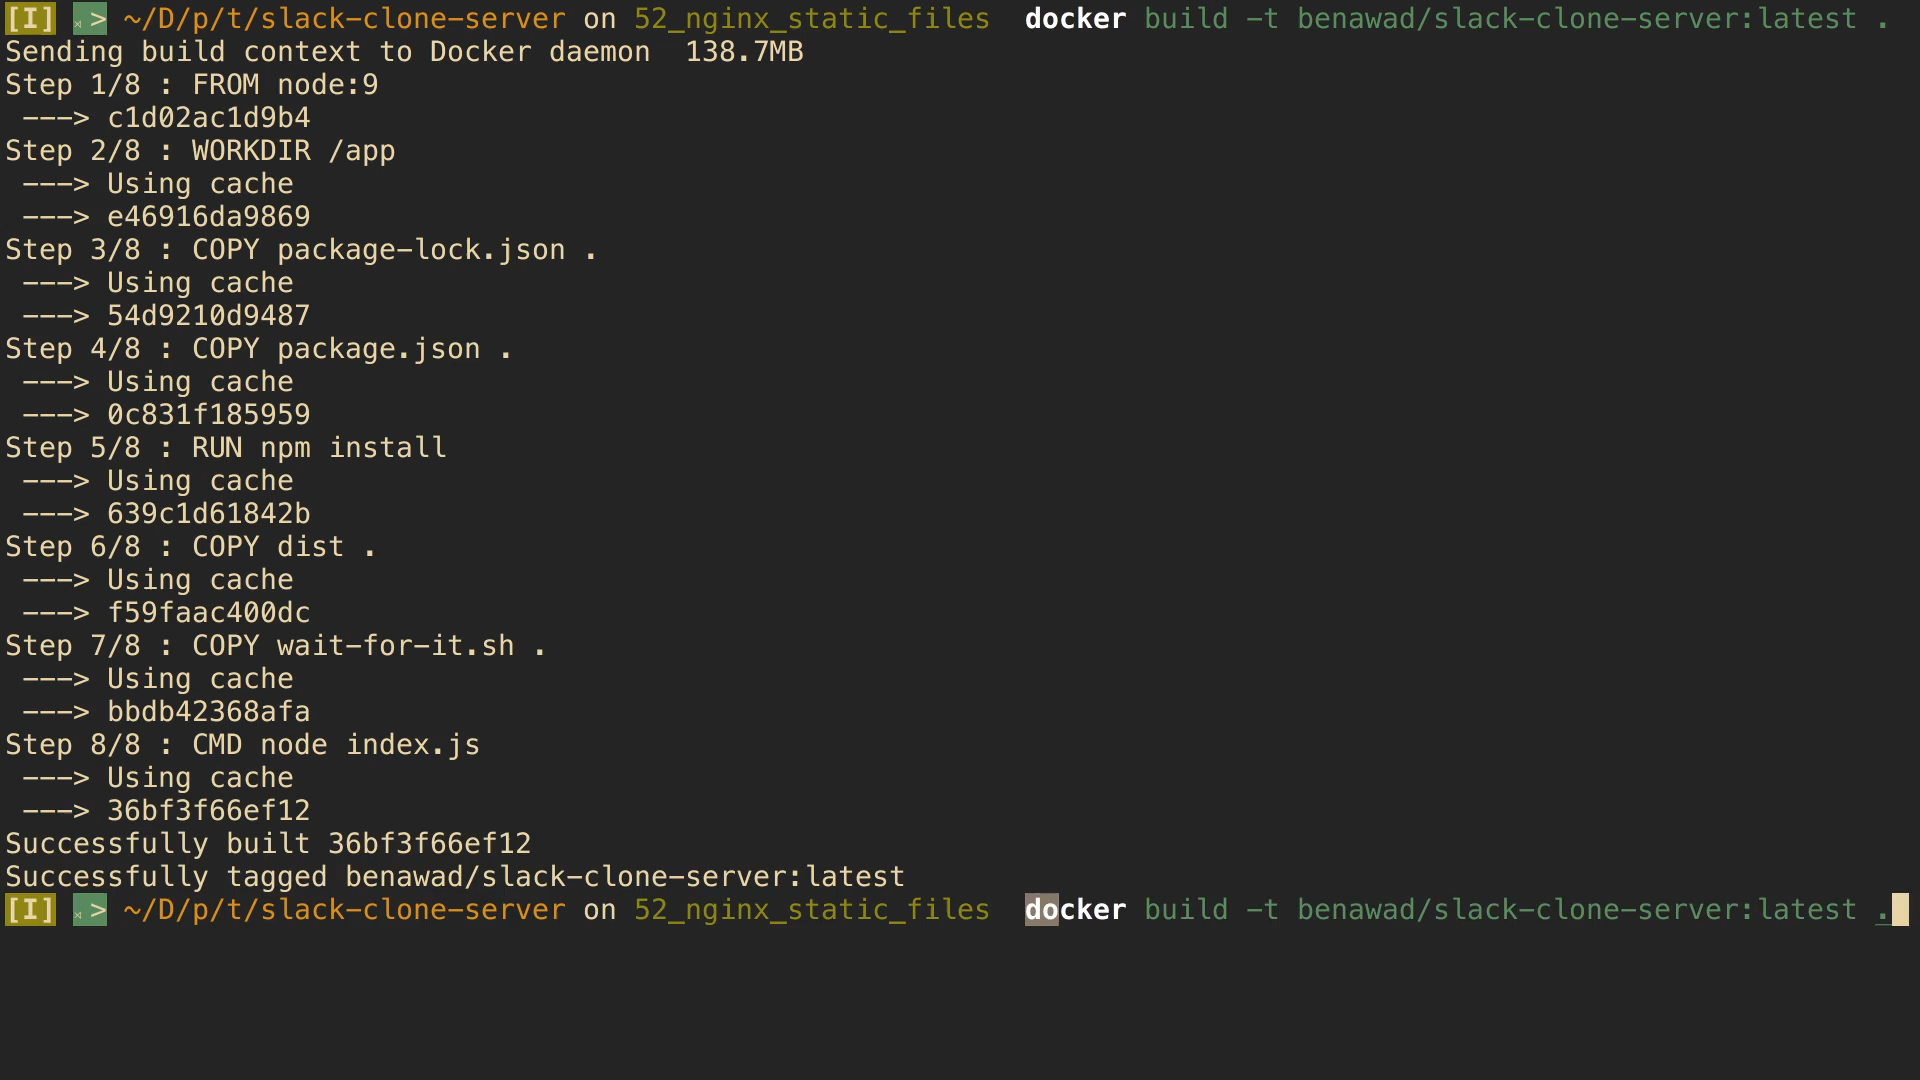 [I] > ~/D/p/t/slack-clone-server on 52_nginx_static_files  docker build -t benawad/slack-clone-server:latest .
Sending build context to Docker daemon  138.7MB
Step 1/8 : FROM node:9
 ---> c1d02ac1d9b4
Step 2/8 : WORKDIR /app
 ---> Using cache
 ---> e46916da9869
Step 3/8 : COPY package-lock.json .
 ---> Using cache
 ---> 54d9210d9487
Step 4/8 : COPY package.json .
 ---> Using cache
 ---> 0c831f185959
Step 5/8 : RUN npm install
 ---> Using cache
 ---> 639c1d61842b
Step 6/8 : COPY dist .
 ---> Using cache
 ---> f59faac400dc
Step 7/8 : COPY wait-for-it.sh .
 ---> Using cache
 ---> bbdb42368afa
Step 8/8 : CMD node index.js
 ---> Using cache
 ---> 36bf3f66ef12
Successfully built 36bf3f66ef12
Successfully tagged benawad/slack-clone-server:latest
[I] > ~/D/p/t/slack-clone-server on 52_nginx_static_files  docker build -t benawad/slack-clone-server:latest .